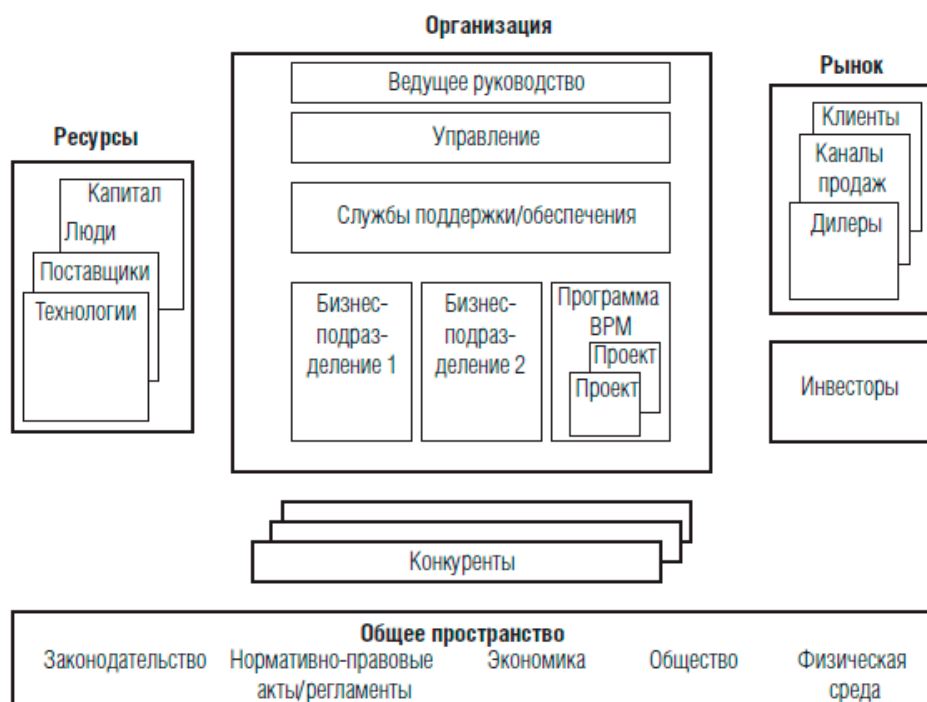 Организация
Ведущее руководство
Управление
Службы поддержки/обеспечения
Бизнес-
подраз-
деление 1
Бизнес-
подраз-
деление 2
Программа
BPM
Проект
Проект
Ресурсы
Капитал
Люди
Поставщики
Технологии
Рынок
Клиенты
Каналы
продаж
Дилеры
Инвесторы
Конкуренты
Общее пространство
Законодательство
Нормативно-правовые
акты/регламенты
Экономика
Общество
Физическая
среда